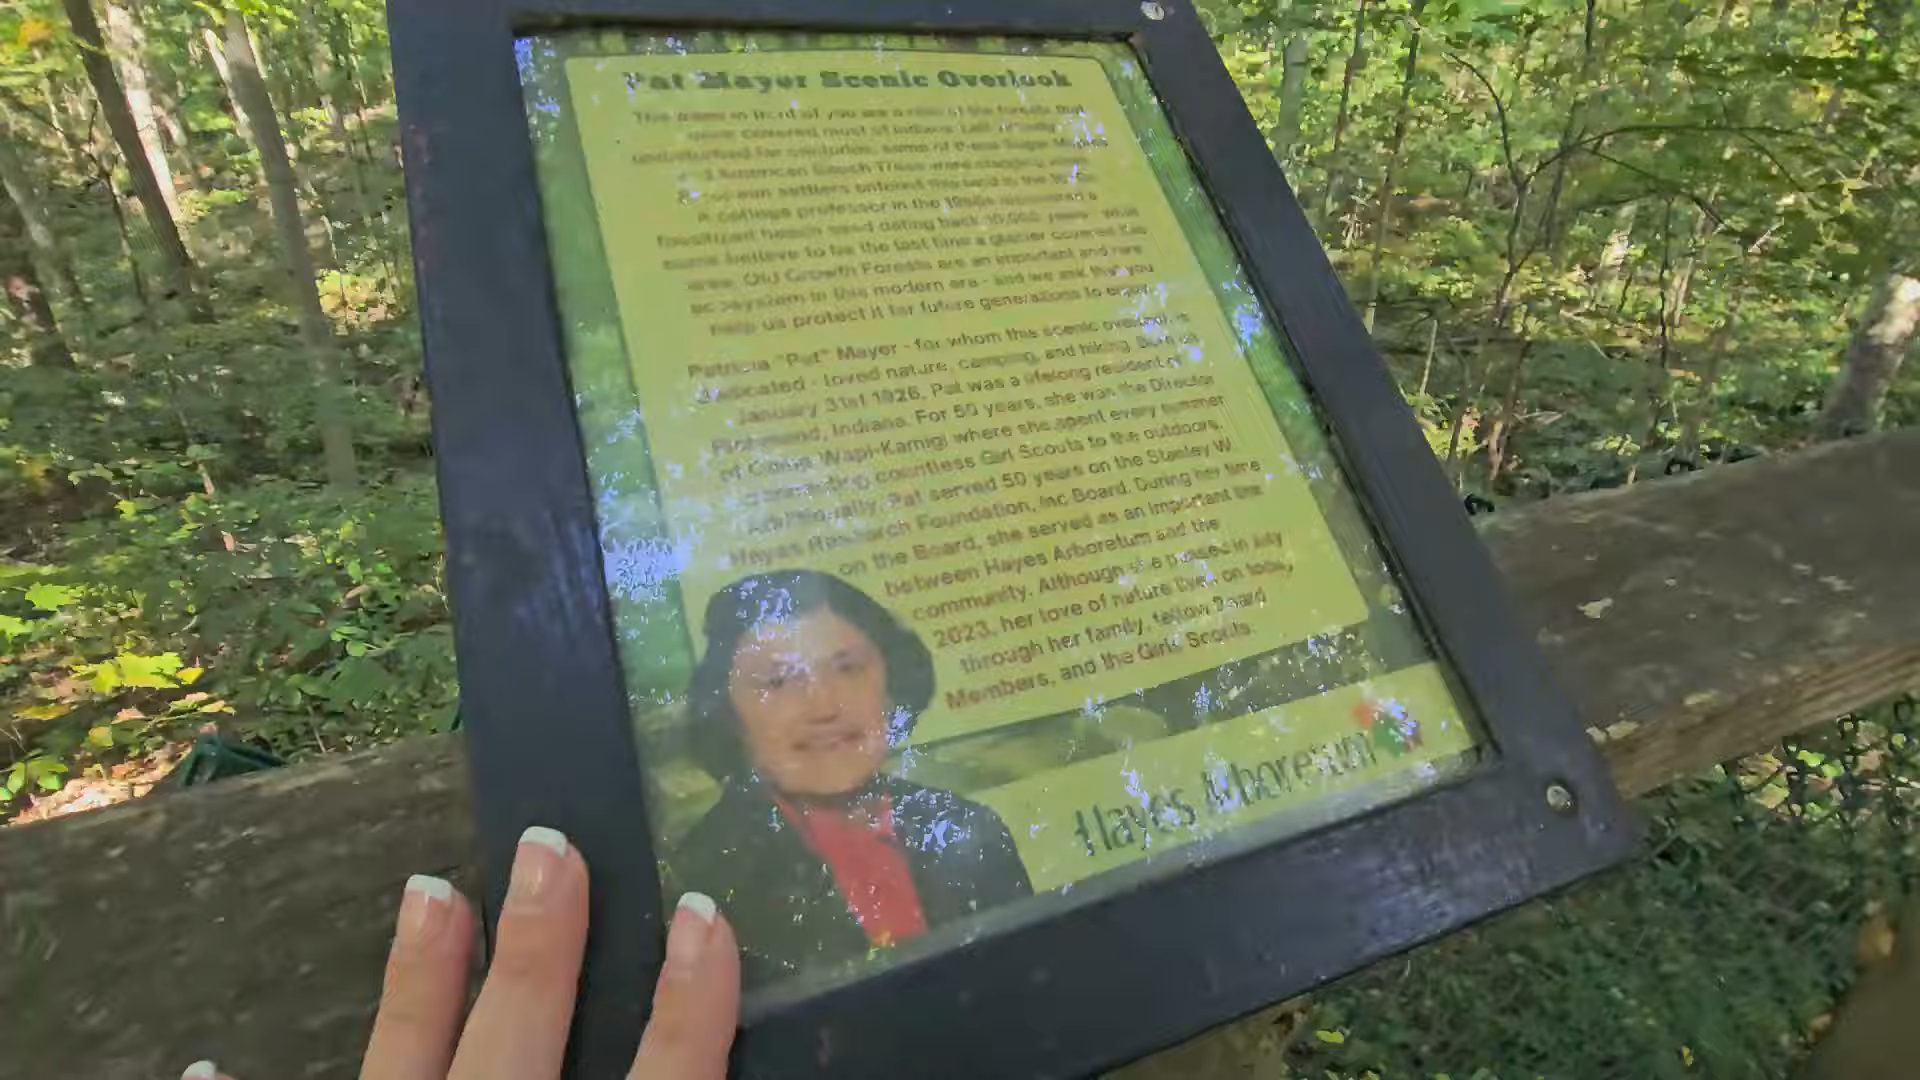 Pat Mayer Scenic Overlook
The trees in front of you are a relic of the forests that
once covered most of Indiana. Left
undisturbed for centuries, some of these Sugar Maples
and American Beech Trees were standing when
European settlers entered this land in the
A college professor in the discovered a
fossilized beech seed dating back 10,000 years - what
some believe to be the last time a glacier covered this
area. Old Growth Forests are an important and rare
ecosystem in this modern era - and we ask that you
help us protect it for future generations to enjoy.
Patricia "Pat" Mayer - for whom this scenic overlook is
dedicated - loved nature, camping, and hiking. Born on
January 31st 1926, Pat was a lifelong resident of
Richmond, Indiana. For 50 years, she was the Director
of Camp Wapi-Kamigi where she spent every summer
connecting countless Girl Scouts to the outdoors.
Additionally, Pat served 50 years on the Stanley W
Hayes Research Foundation, Inc Board. During her time
on the Board, she served as an important link
between Hayes Arboretum and the
community. Although she passed in July
2023, her love of nature lives on today
through her family, fellow Board
Members, and the Girls Scouts.
Hayes Arboretum